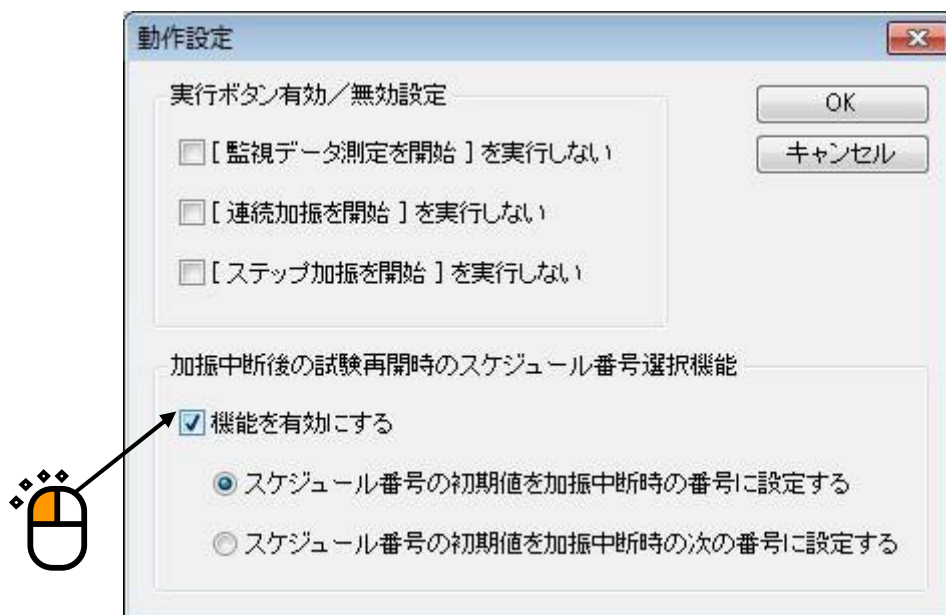 動作設定
実行ボタン有効／無効設定
OK
[ 監視データ測定を開始 ] を実行しない
キャンセル
[ 連続加振を開始 ] を実行しない
[ ステップ加振を開始 ] を実行しない
加振中断後の試験再開時のスケジュール番号選択機能
機能を有効にする
スケジュール番号の初期値を加振中断時の番号に設定する
スケジュール番号の初期値を加振中断時の次の番号に設定する